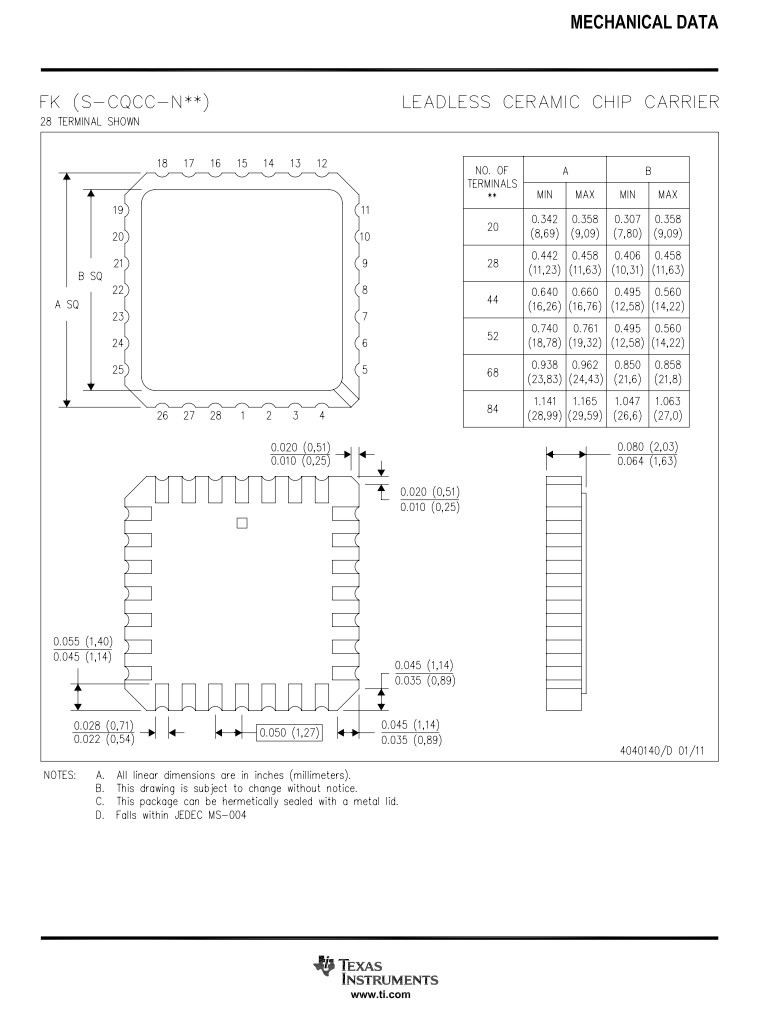 MECHANICAL DATA
FK (S-CQCC-N**)
LEADLESS CERAMIC CHIP CARRIER
28 TERMINAL SHOWN
18 17 16 15 14 13 12
19
20
21
22
23
24
25
B SQ
A SQ
11
10
9
8
7
6
5
26 27 28 1 2 3 4
NO. OF TERMINALS ** A B
MIN MAX MIN MAX
20 0.342 (8,69) 0.358 (9,09) 0.307 (7,80) 0.358 (9,09)
28 0.442 (11,23) 0.458 (11,63) 0.406 (10,31) 0.458 (11,63)
44 0.640 (16,26) 0.660 (16,76) 0.495 (12,58) 0.560 (14,22)
52 0.740 (18,78) 0.761 (19,32) 0.495 (12,58) 0.560 (14,22)
68 0.938 (23,83) 0.962 (24,43) 0.850 (21,6) 0.858 (21,8)
84 1.141 (28,99) 1.165 (29,59) 1.047 (26,6) 1.063 (27,0)
0.020 (0,51)
0.010 (0,25)
0.020 (0,51)
0.010 (0,25)
0.080 (2,03)
0.064 (1,63)
0.055 (1,40)
0.045 (1,14)
0.045 (1,14)
0.035 (0,89)
0.028 (0,71)
0.022 (0,54)
0.050 (1,27)
0.045 (1,14)
0.035 (0,89)
4040140/D 01/11
NOTES: A. All linear dimensions are in inches (millimeters).
B. This drawing is subject to change without notice.
C. This package can be hermetically sealed with a metal lid.
D. Falls within JEDEC MS-004
TEXAS
INSTRUMENTS
www.ti.com